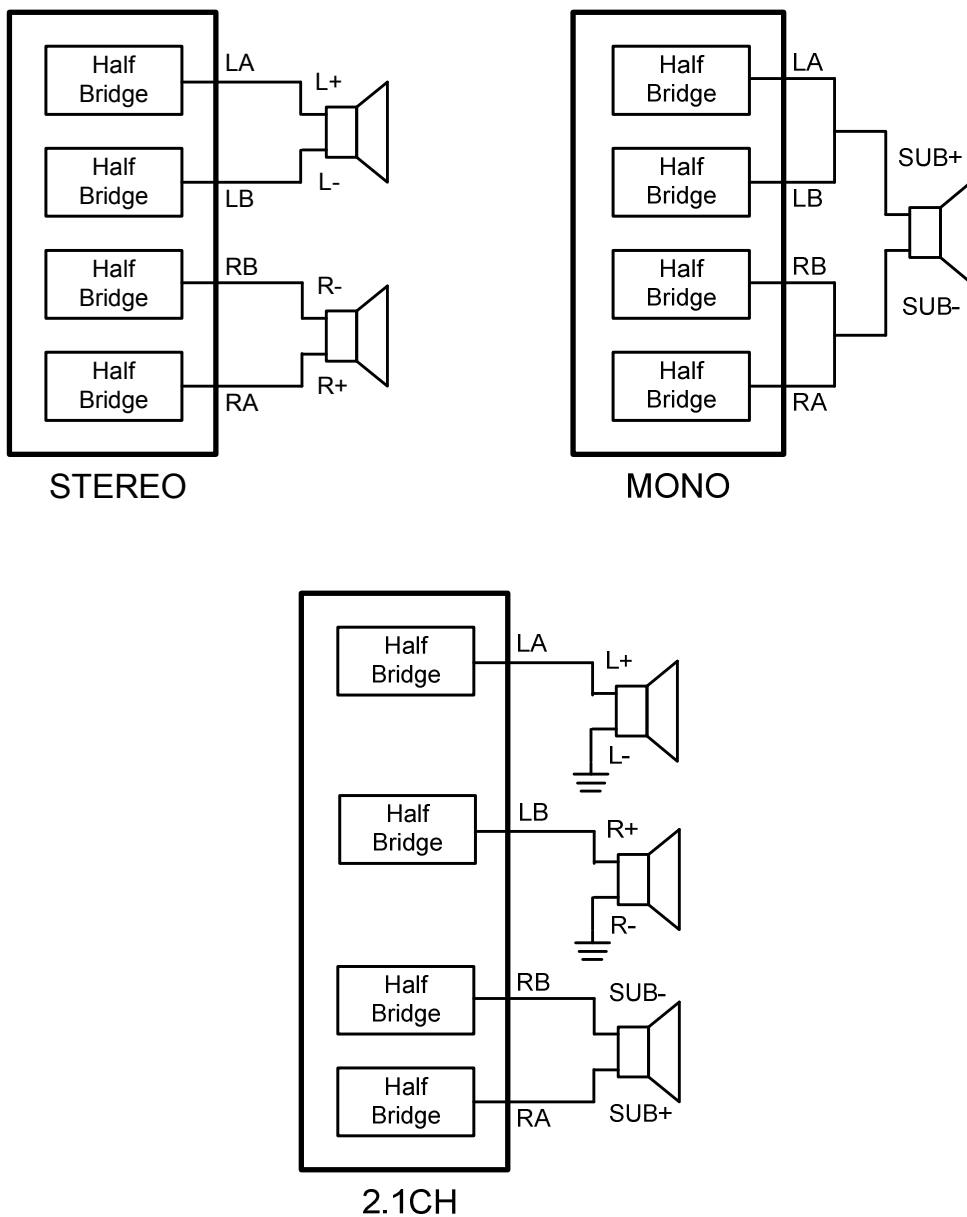 Half
Bridge
LA
L+
Half
Bridge
L-
LB
Half
Bridge
RB
R-
Half
Bridge
R+
RA
STEREO
Half
Bridge
LA
SUB+
Half
Bridge
LB
Half
Bridge
RB
SUB-
Half
Bridge
RA
MONO
Half
Bridge
LA
L+
L-
Half
Bridge
LB
R+
R-
Half
Bridge
RB
SUB-
Half
Bridge
RA
SUB+
2.1CH